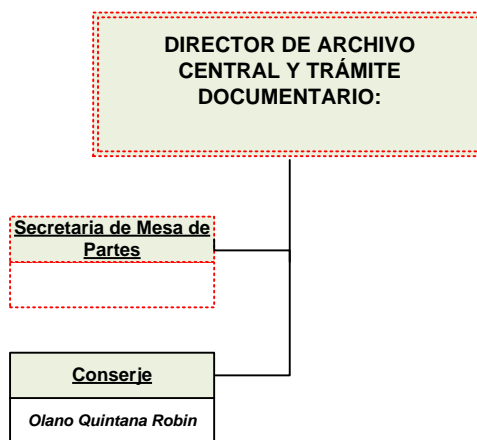 DIRECTOR DE ARCHIVO
CENTRAL Y TRÁMITE
DOCUMENTARIO:
Secretaria de Mesa de
Partes
Conserje
Olano Quintana Robin